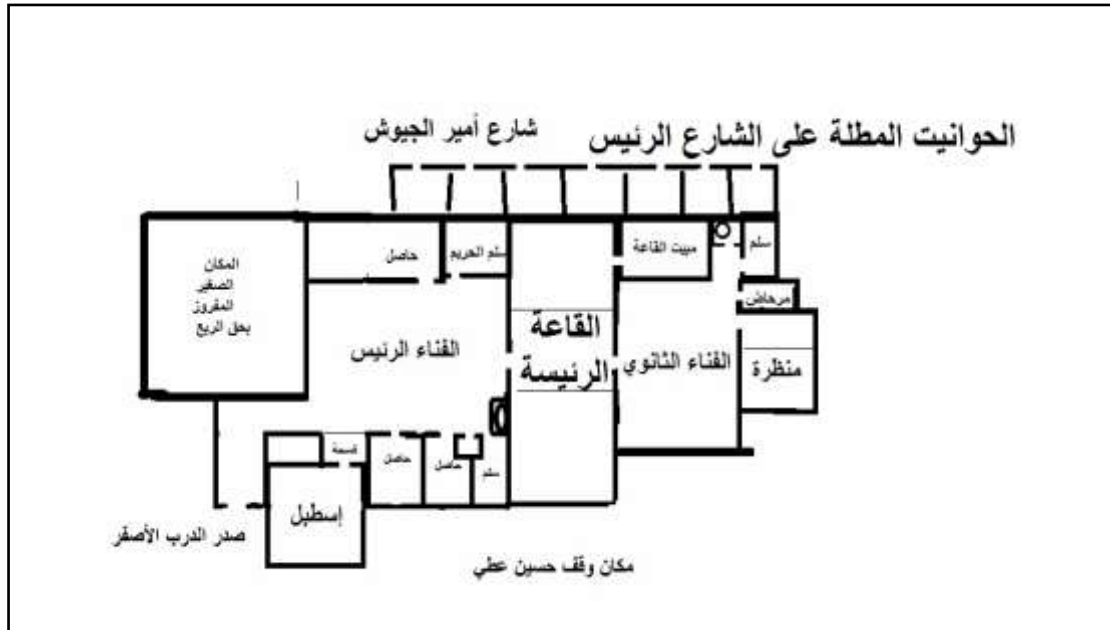 الحوانيت المطلة على الشارع الرئيس
شارع أمير الجيوش
سلم
مبيت القاعة
سلم الحريم
حاصل
المكان
الصغير
المفروز
بحق الربع
مرحاض
القاعة
الرئيسة
الفناء الرئيس
الفناء الثانوي
منظرة
قسمة
حاصل
حاصل
سلم
إسطبل
صدر الدرب الأصفر
مكان وقف حسين عطي